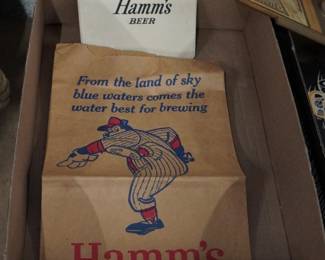 Hamm's
BEER
From the land of sky
blue waters comes the
water best for brewing
Hamm's